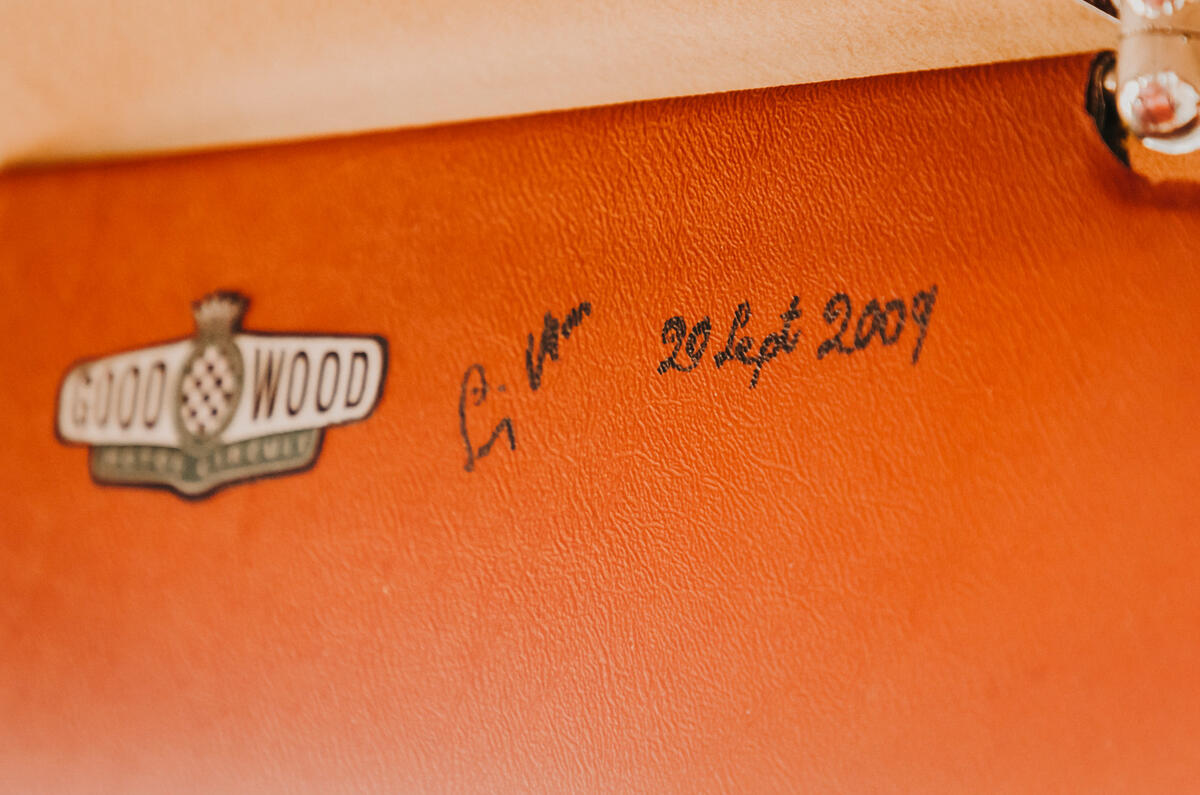 GOOD WOOD
MOTOR CIRCUIT
20 Sept 2009